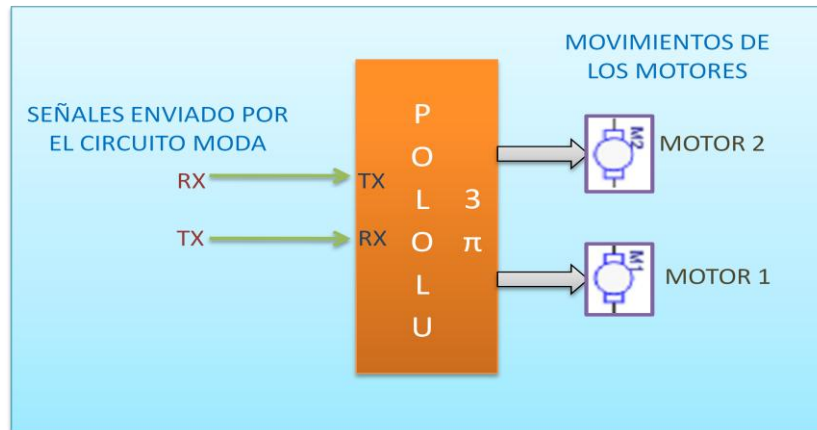 SEÑALES ENVIADO POR
EL CIRCUITO MODA
RX
TX
TX
RX
POLOLU
3
π
MOVIMIENTOS DE
LOS MOTORES
M2
MOTOR 2
M1
MOTOR 1